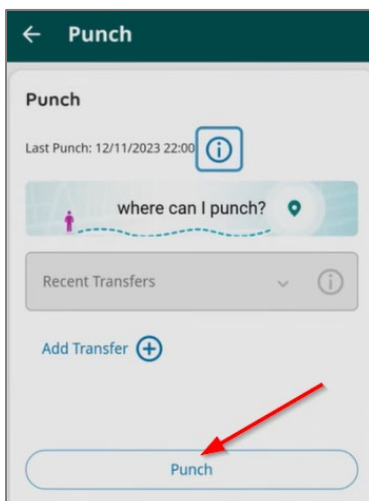 Punch
Punch
Last Punch: 12/11/2023 22:00
where can I punch?
Recent Transfers
Add Transfer
Punch